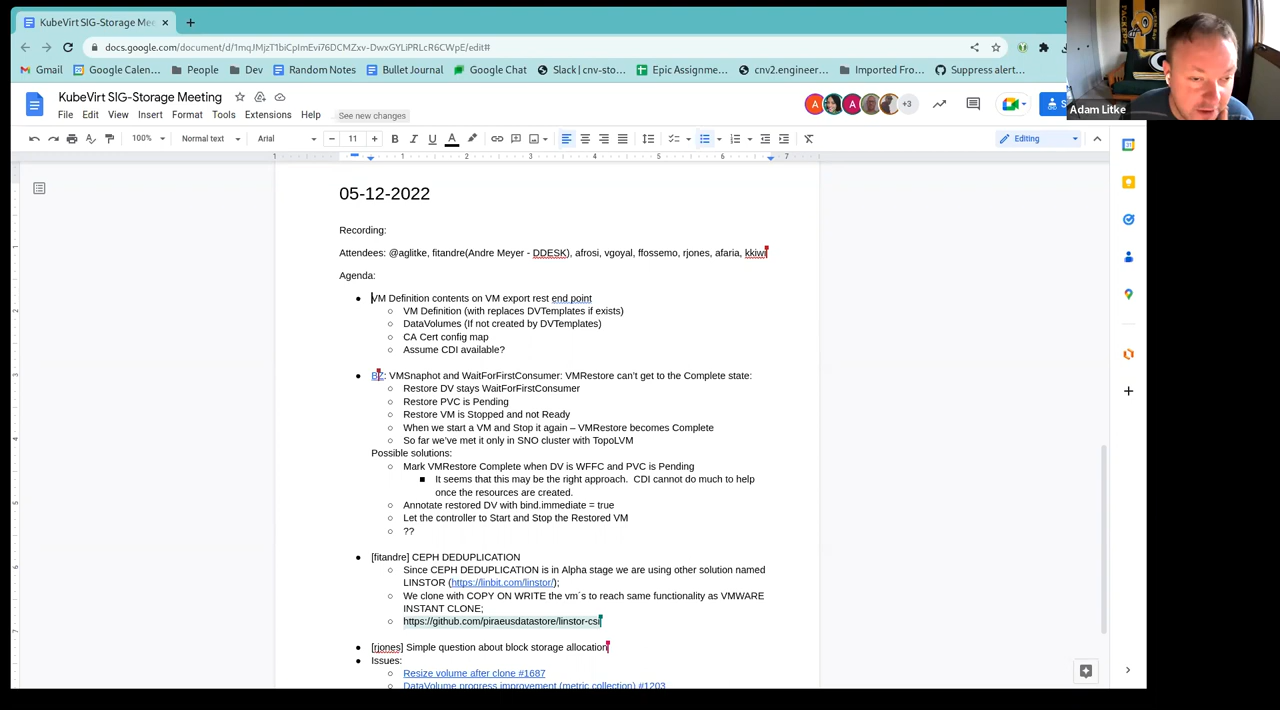 KubeVirt SIG-Storage Mee
docs.google.com/document/d/1mqJMjzT1biCpImEvi76DCMZxv-DwxGYLiPRLcR6CWpE/edit#
Gmail
Google Calen...
People
Dev
Random Notes
Bullet Journal
Google Chat
Slack | cnv-sto...
Epic Assignme...
cnv2.engineer...
Imported Fro...
Suppress alert...
Adam Litke
KubeVirt SIG-Storage Meeting
+3
File Edit View Insert Format Tools Extensions Help See new changes
100% Normal text Arial 11 Editing
1 1 2 3 4 5 6 7
05-12-2022
Recording:
Attendees: @aglitke, fitandre(Andre Meyer - DDESK), afrosi, vgoyal, ffossemo, rjones, afaria, kkiwi
Agenda:
● VM Definition contents on VM export rest end point
○ VM Definition (with replaces DVTemplates if exists)
○ DataVolumes (If not created by DVTemplates)
○ CA Cert config map
○ Assume CDI available?
● BZ: VMSnaphot and WaitForFirstConsumer: VMRestore can't get to the Complete state:
○ Restore DV stays WaitForFirstConsumer
○ Restore PVC is Pending
○ Restore VM is Stopped and not Ready
○ When we start a VM and Stop it again – VMRestore becomes Complete
○ So far we've met it only in SNO cluster with TopoLVM
Possible solutions:
○ Mark VMRestore Complete when DV is WFFC and PVC is Pending
■ It seems that this may be the right approach. CDI cannot do much to help
once the resources are created.
○ Annotate restored DV with bind.immediate = true
○ Let the controller to Start and Stop the Restored VM
○ ??
● [fitandre] CEPH DEDUPLICATION
○ Since CEPH DEDUPLICATION is in Alpha stage we are using other solution named
LINSTOR (https://linbit.com/linstor/);
○ We clone with COPY ON WRITE the vm´s to reach same functionality as VMWARE
INSTANT CLONE;
○ https://github.com/piraeusdatastore/linstor-csi
● [rjones] Simple question about block storage allocation
● Issues:
○ Resize volume after clone #1687
○ DataVolume progress improvement (metric collection) #1203